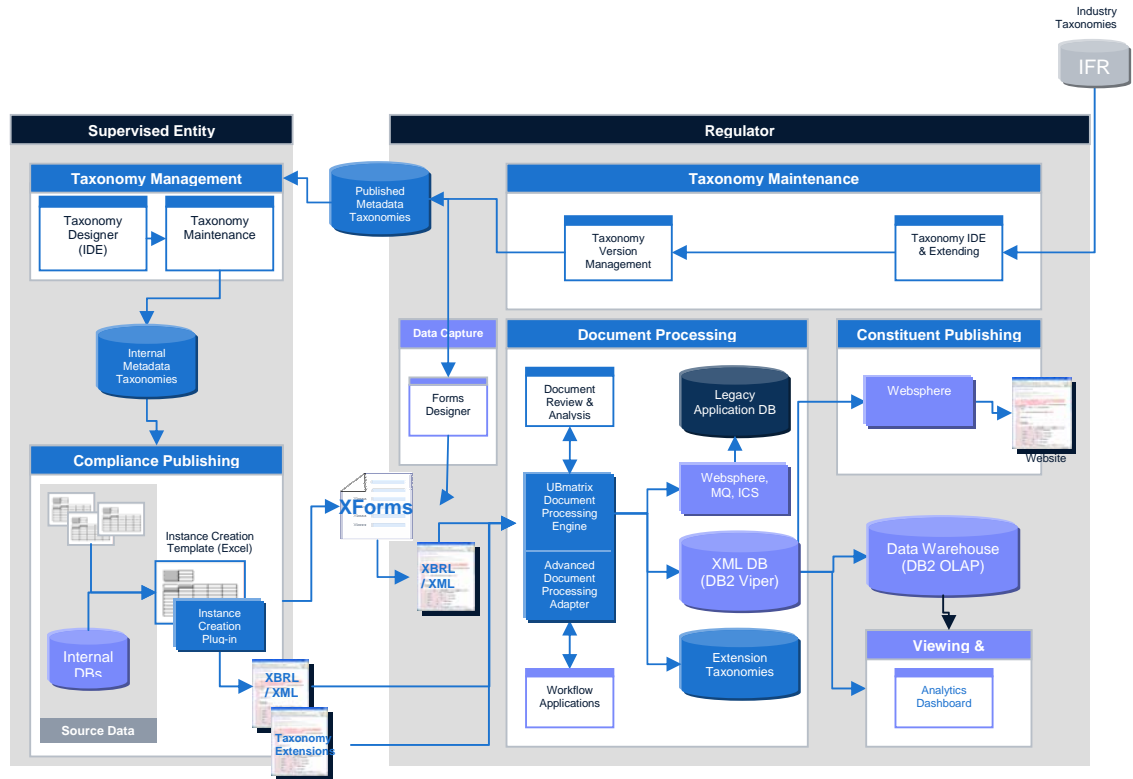 Industry
Taxonomies
IFR
Supervised Entity
Regulator
Taxonomy Management
Taxonomy
Designer
(IDE)
Taxonomy
Maintenance
Published
Metadata
Taxonomies
Taxonomy Maintenance
Taxonomy
Version
Management
Taxonomy IDE
& Extending
Internal
Metadata
Taxonomies
Data Capture
Forms
Designer
Document Processing
Document
Review &
Analysis
Legacy
Application DB
UBmatrix
Document
Processing
Engine
Advanced
Document
Processing
Adapter
Websphere,
MQ, ICS
XML DB
(DB2 Viper)
Extension
Taxonomies
Workflow
Applications
Constituent Publishing
Websphere
Website
Data Warehouse
(DB2 OLAP)
Viewing &
Analytics
Dashboard
Compliance Publishing
Instance Creation
Template (Excel)
Instance
Creation
Plug-in
Internal
DBs
Source Data
XForms
XBRL
/ XML
XBRL
/ XML
Taxonomy
Extensions